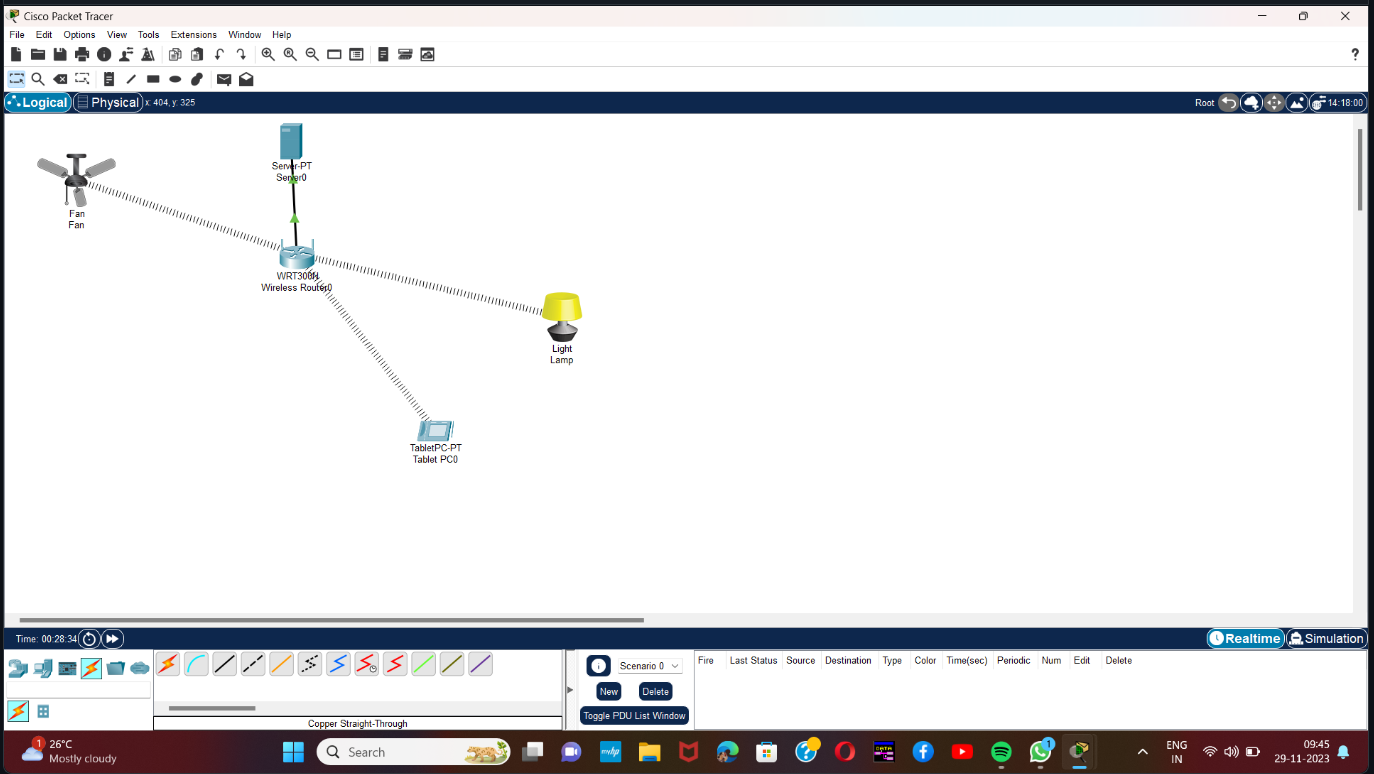 Cisco Packet Tracer
File Edit Options View Tools Extensions Window Help
?
Logical Physical x: 404, y: 325 Root 14:18:00
Server-PT
Server0
Fan
Fan
WRT300N
Wireless Router0
Light
Lamp
TabletPC-PT
Tablet PC0
Time: 00:28:34 Realtime Simulation
Scenario 0 Fire Last Status Source Destination Type Color Time(sec) Periodic Num Edit Delete
New Delete
Toggle PDU List Window
Copper Straight-Through
1 26°C
Mostly cloudy
Search
myhp
1
ENG
IN
09:45
29-11-2023